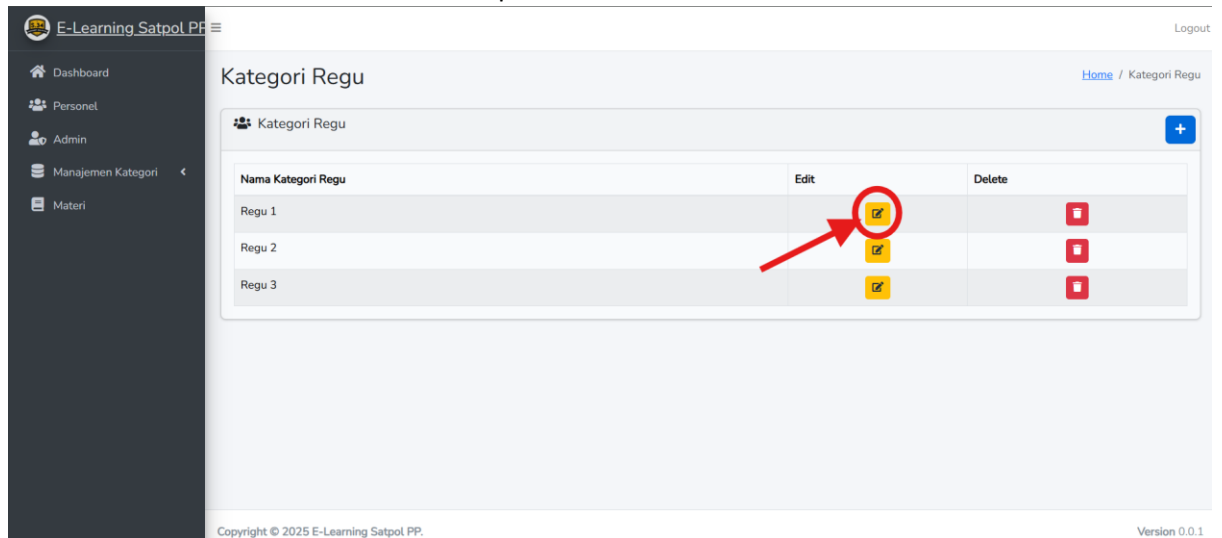 E-Learning Satpol PP
Logout
Dashboard
Personel
Admin
Manajemen Kategori
Materi
Kategori Regu
Home / Kategori Regu
Kategori Regu
Nama Kategori Regu Edit Delete
Regu 1
Regu 2
Regu 3
Copyright © 2025 E-Learning Satpol PP.
Version 0.0.1